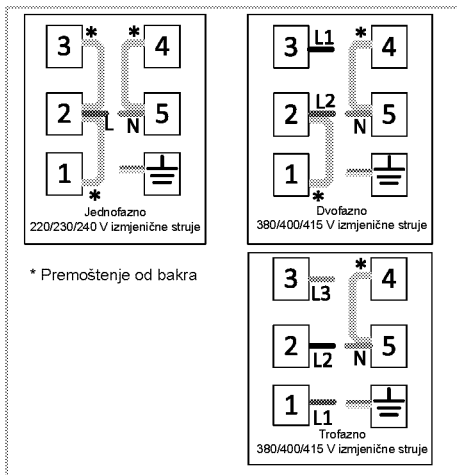 3 * * 4
2 L N 5
1 *
Jednofazno
220/230/240 V izmjenične struje
3 L1 * 4
2 L2 N 5
1 *
Dvofazno
380/400/415 V izmjenične struje
* Premoštenje od bakra
3 L3 * 4
2 L2 N 5
1 L1
Trofazno
380/400/415 V izmjenične struje